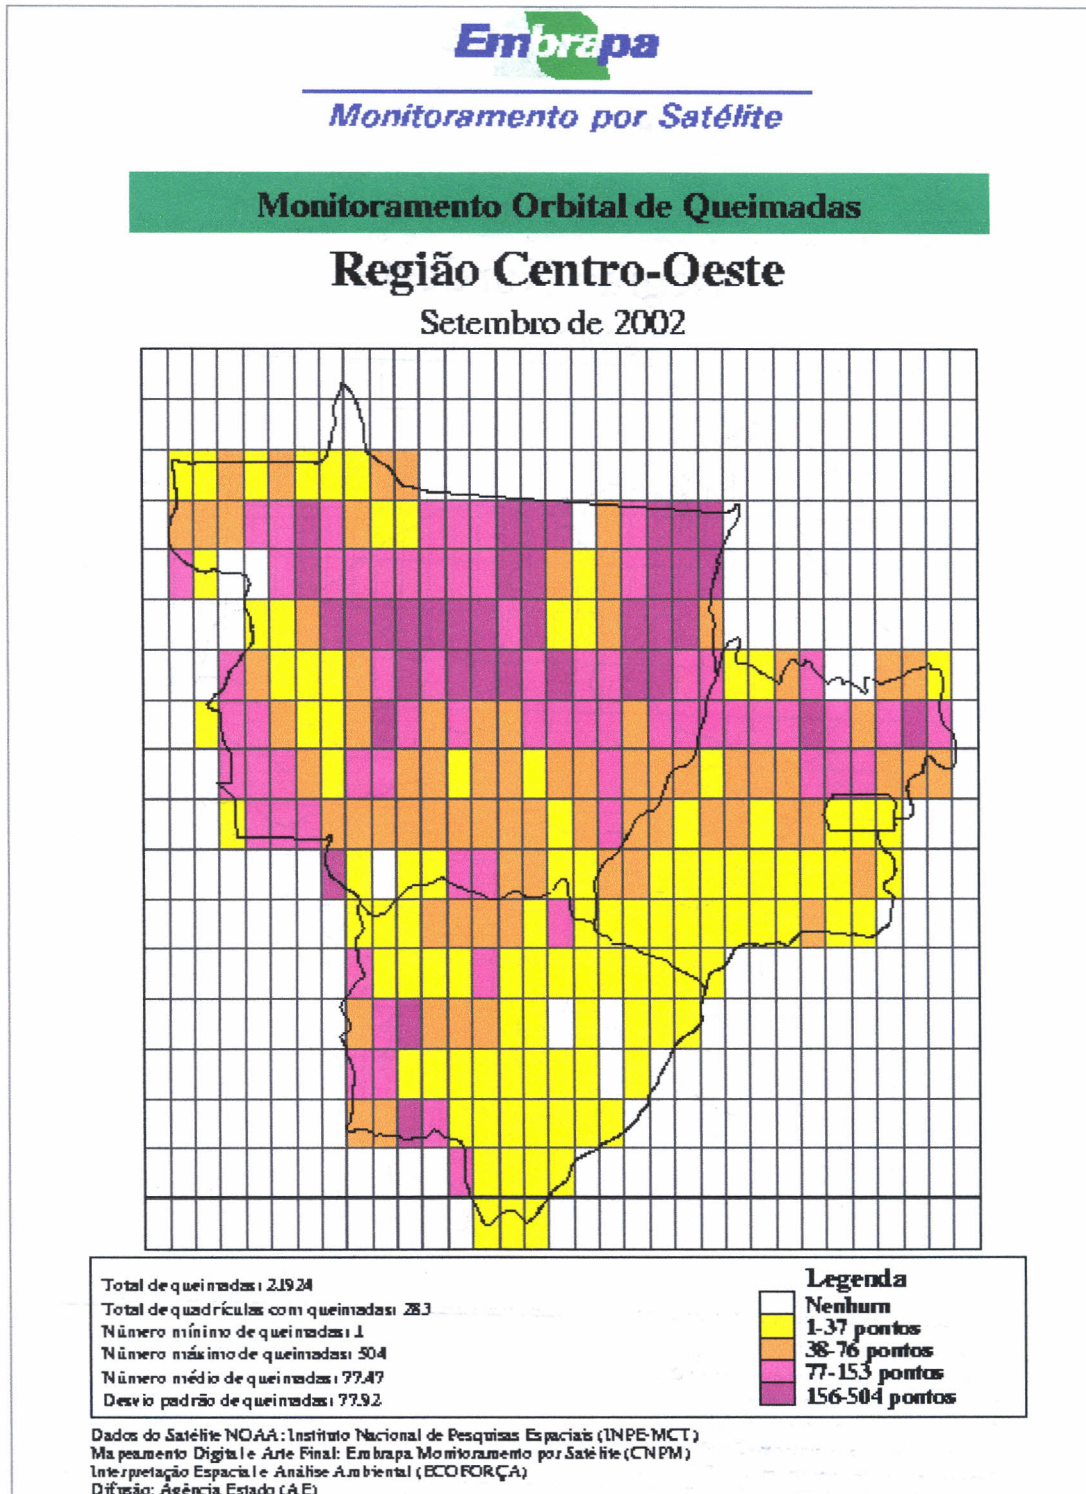 Embrapa
Monitoramento por Satélite
Monitoramento Orbital de Queimadas
Região Centro-Oeste
Setembro de 2002
Total de queimadas: 21924
Total de quadrículas com queimadas: 283
Número mínimo de queimadas: 1
Número máximo de queimadas: 504
Número médio de queimadas: 77.47
Desvio padrão de queimadas: 77.92
Legenda
Nenhum
1-37 pontos
38-76 pontos
77-153 pontos
156-504 pontos
Dados do Satélite NOAA: Instituto Nacional de Pesquisas Espaciais (INPE-MCT)
Mapeamento Digital e Arte Final: Embrapa Monitoramento por Satélite (CNPM)
Interpretação Espacial e Análise Ambiental (ECOFORÇA)
Difusão: Agência Estado (AE)